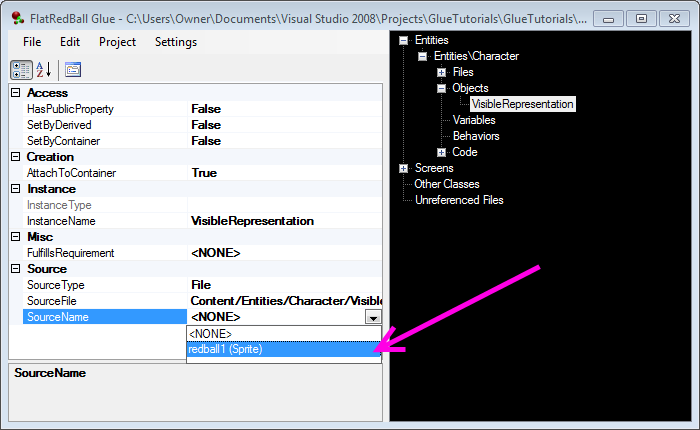 FlatRedBall Glue - C:\Users\Owner\Documents\Visual Studio 2008\Projects\GlueTutorials\GlueTutorials\...
File Edit Project Settings
Access
HasPublicProperty False
SetByDerived False
SetByContainer False
Creation
AttachToContainer True
Instance
InstanceType
InstanceName VisibleRepresentation
Misc
FulfillsRequirement <NONE>
Source
SourceType File
SourceFile Content/Entities/Character/Visible
SourceName <NONE>
<NONE>
redball1 (Sprite)
SourceName
Entities
Entities\Character
Files
Objects
VisibleRepresentation
Variables
Behaviors
Code
Screens
Other Classes
Unreferenced Files